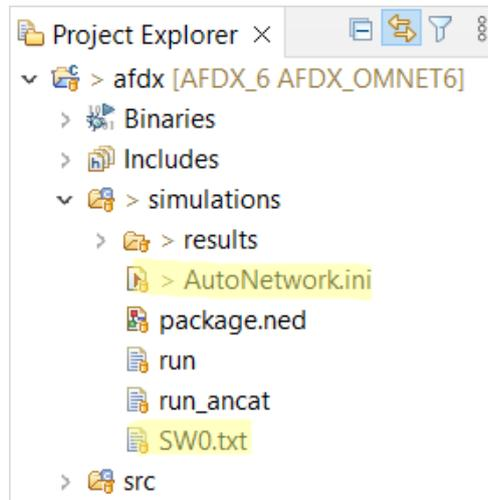 Project Explorer ×
> afdx [AFDX_6 AFDX_OMNET6]
Binaries
Includes
> simulations
> results
> AutoNetwork.ini
package.ned
run
run_ancat
SW0.txt
src